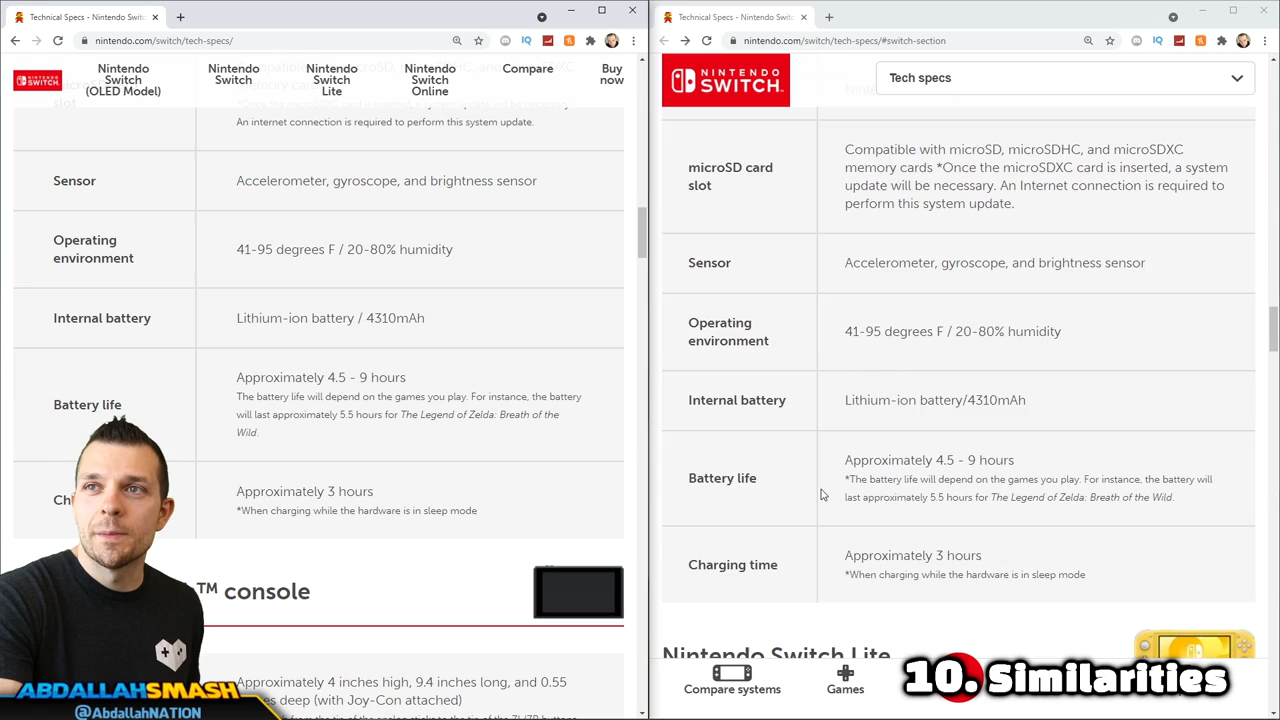 Technical Specs - Nintendo Switc
nintendo.com/switch/tech-specs/
NINTENDO
SWITCH
Nintendo
Switch
(OLED Model)
Nintendo
Switch
Nintendo
Switch
Lite
Nintendo
Switch
Online
Compare
Buy
now
slot
An internet connection is required to perform this system update.
Sensor
Accelerometer, gyroscope, and brightness sensor
Operating
environment
41-95 degrees F / 20-80% humidity
Internal battery
Lithium-ion battery / 4310mAh
Battery life
Approximately 4.5 - 9 hours
The battery life will depend on the games you play. For instance, the battery
will last approximately 5.5 hours for The Legend of Zelda: Breath of the
Wild.
Ch
Approximately 3 hours
*When charging while the hardware is in sleep mode
™ console
Approximately 4 inches high, 9.4 inches long, and 0.55
es deep (with Joy-Con attached)
ABDALLAHSMASH
@AbdallahNATION
Technical Specs - Nintendo Switc
nintendo.com/switch/tech-specs/#switch-section
NINTENDO
SWITCH™
Tech specs
microSD card
slot
Compatible with microSD, microSDHC, and microSDXC
memory cards *Once the microSDXC card is inserted, a system
update will be necessary. An Internet connection is required to
perform this system update.
Sensor
Accelerometer, gyroscope, and brightness sensor
Operating
environment
41-95 degrees F / 20-80% humidity
Internal battery
Lithium-ion battery/4310mAh
Battery life
Approximately 4.5 - 9 hours
*The battery life will depend on the games you play. For instance, the battery will
last approximately 5.5 hours for The Legend of Zelda: Breath of the Wild.
Charging time
Approximately 3 hours
*When charging while the hardware is in sleep mode
Nintendo Switch Lite
Compare systems
Games
10. Similarities